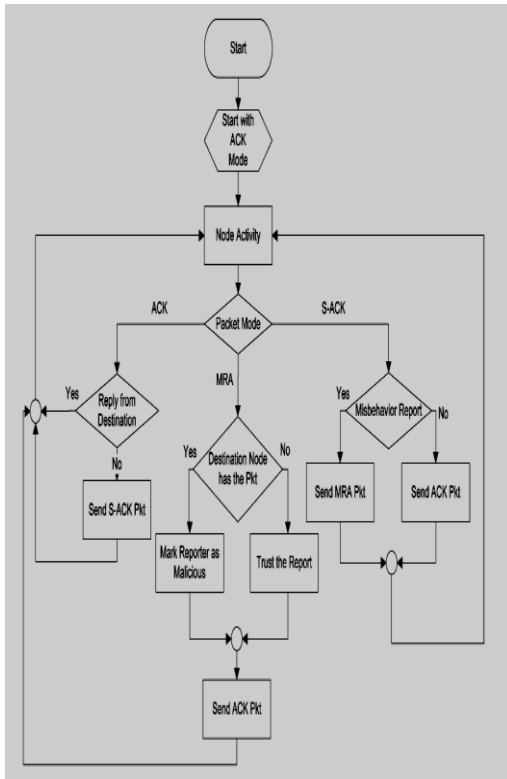 Start
Start with
ACK
Mode
Node Activity
ACK
Packet Mode
S-ACK
MRA
Yes
Reply from
Destination
No
Send S-ACK Pkt
Yes
Destination Node
has the Pkt
No
Yes
Misbehavior Report
No
Send MRA Pkt
Send ACK Pkt
Mark Reporter as
Malicious
Trust the Report
Send ACK Pkt